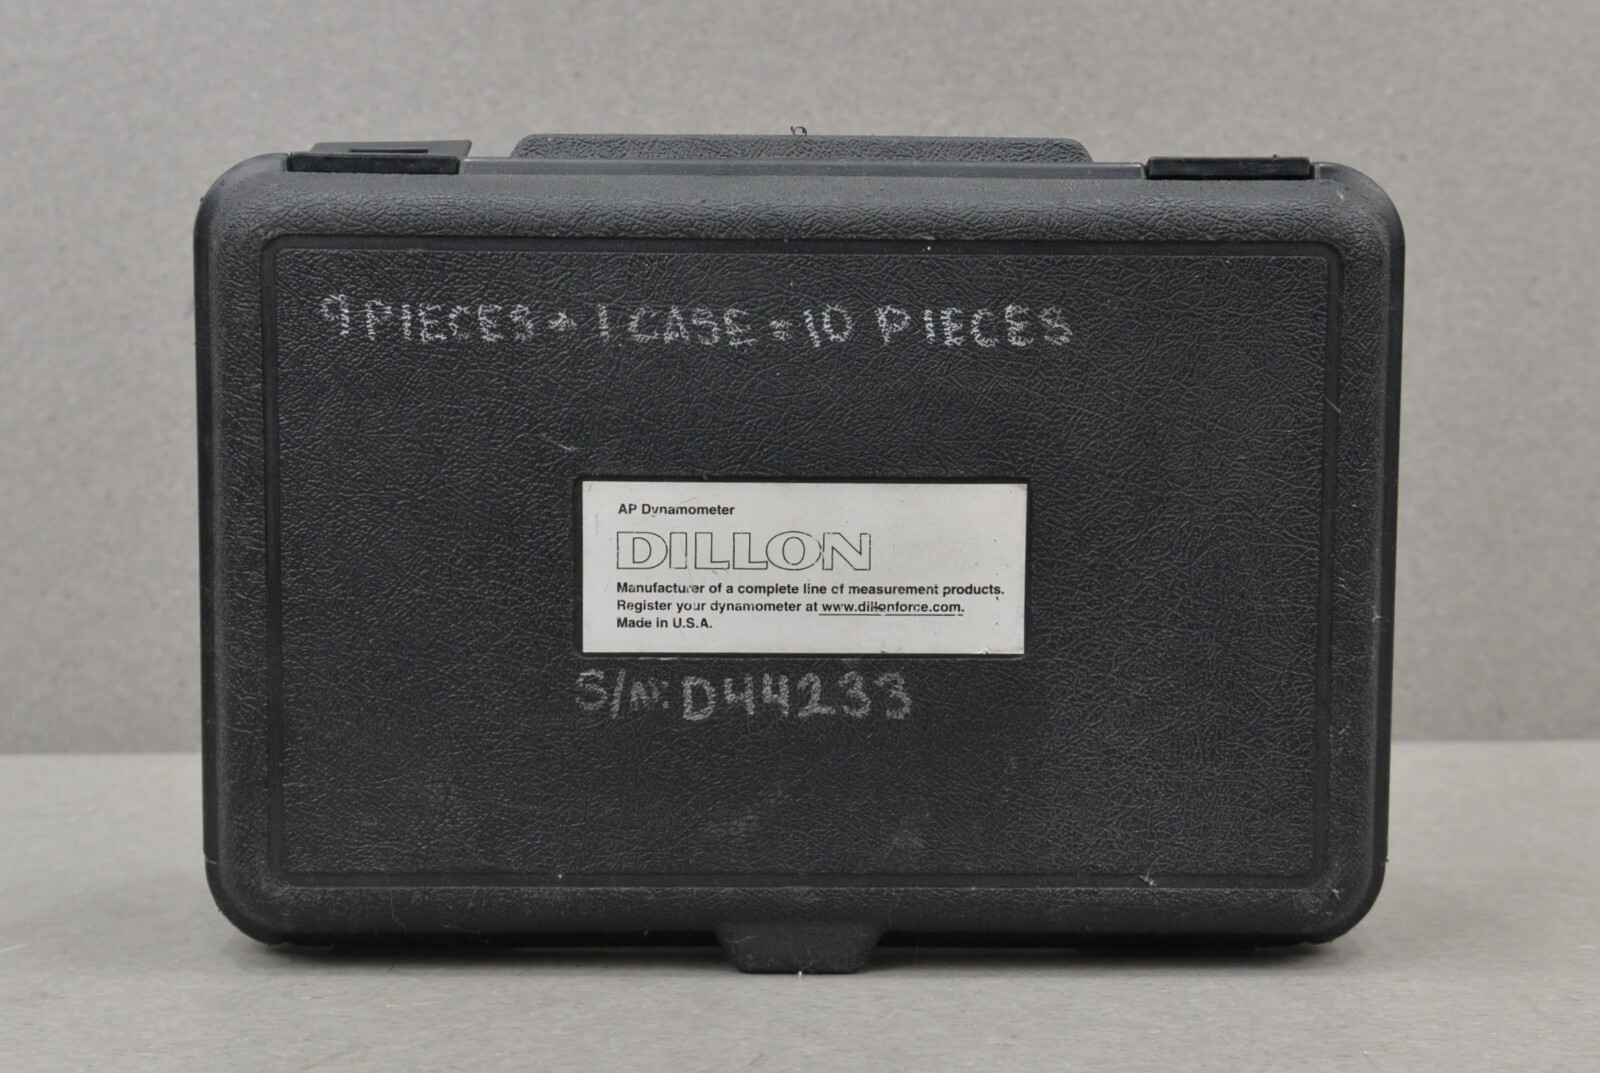 9 PIECES + 1 CASE = 10 PIECES
AP Dynamometer
DILLON
Manufacturer of a complete line of measurement products.
Register your dynamometer at www.dillonforce.com.
Made in U.S.A.
S/N: D44233